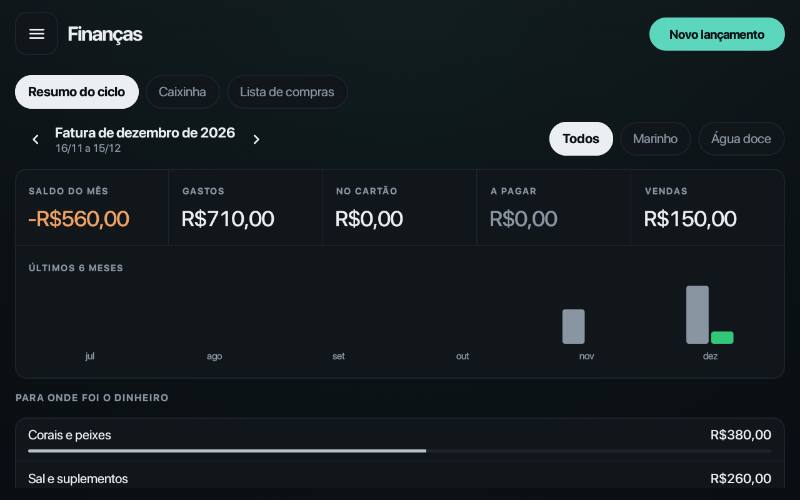 Finanças
Novo lançamento
Resumo do ciclo
Caixinha
Lista de compras
Fatura de dezembro de 2026
16/11 a 15/12
Todos
Marinho
Água doce
SALDO DO MÊS
GASTOS
NO CARTÃO
A PAGAR
VENDAS
-R$560,00
R$710,00
R$0,00
R$0,00
R$150,00
ÚLTIMOS 6 MESES
jul
ago
set
out
nov
dez
PARA ONDE FOI O DINHEIRO
Corais e peixes
R$380,00
Sal e suplementos
R$260,00